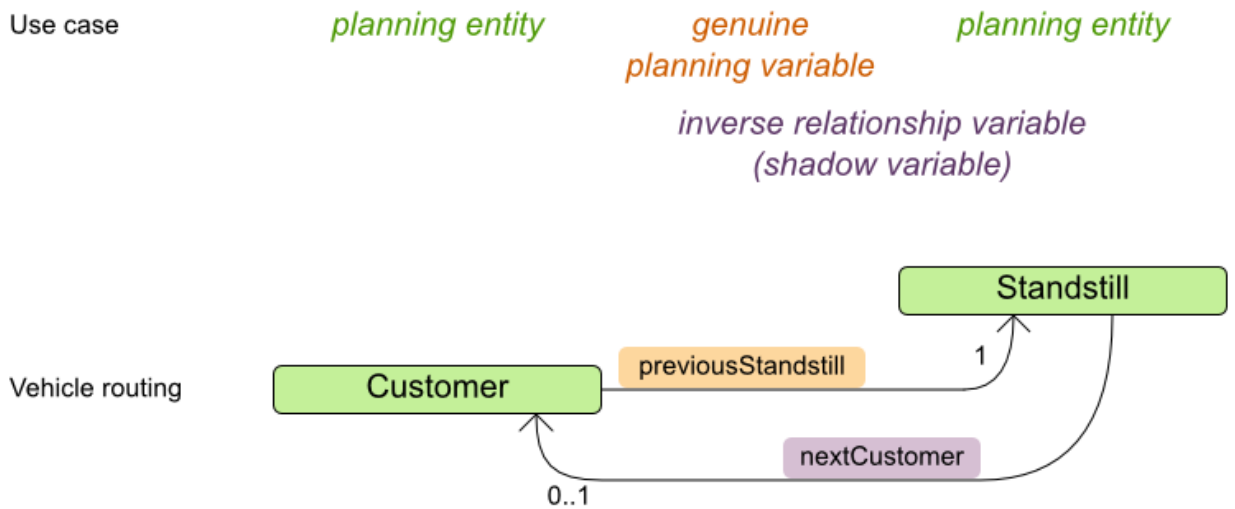 Use case
planning entity
genuine
planning variable
planning entity
inverse relationship variable
(shadow variable)
Standstill
previousStandstill
1
Vehicle routing
Customer
nextCustomer
0..1